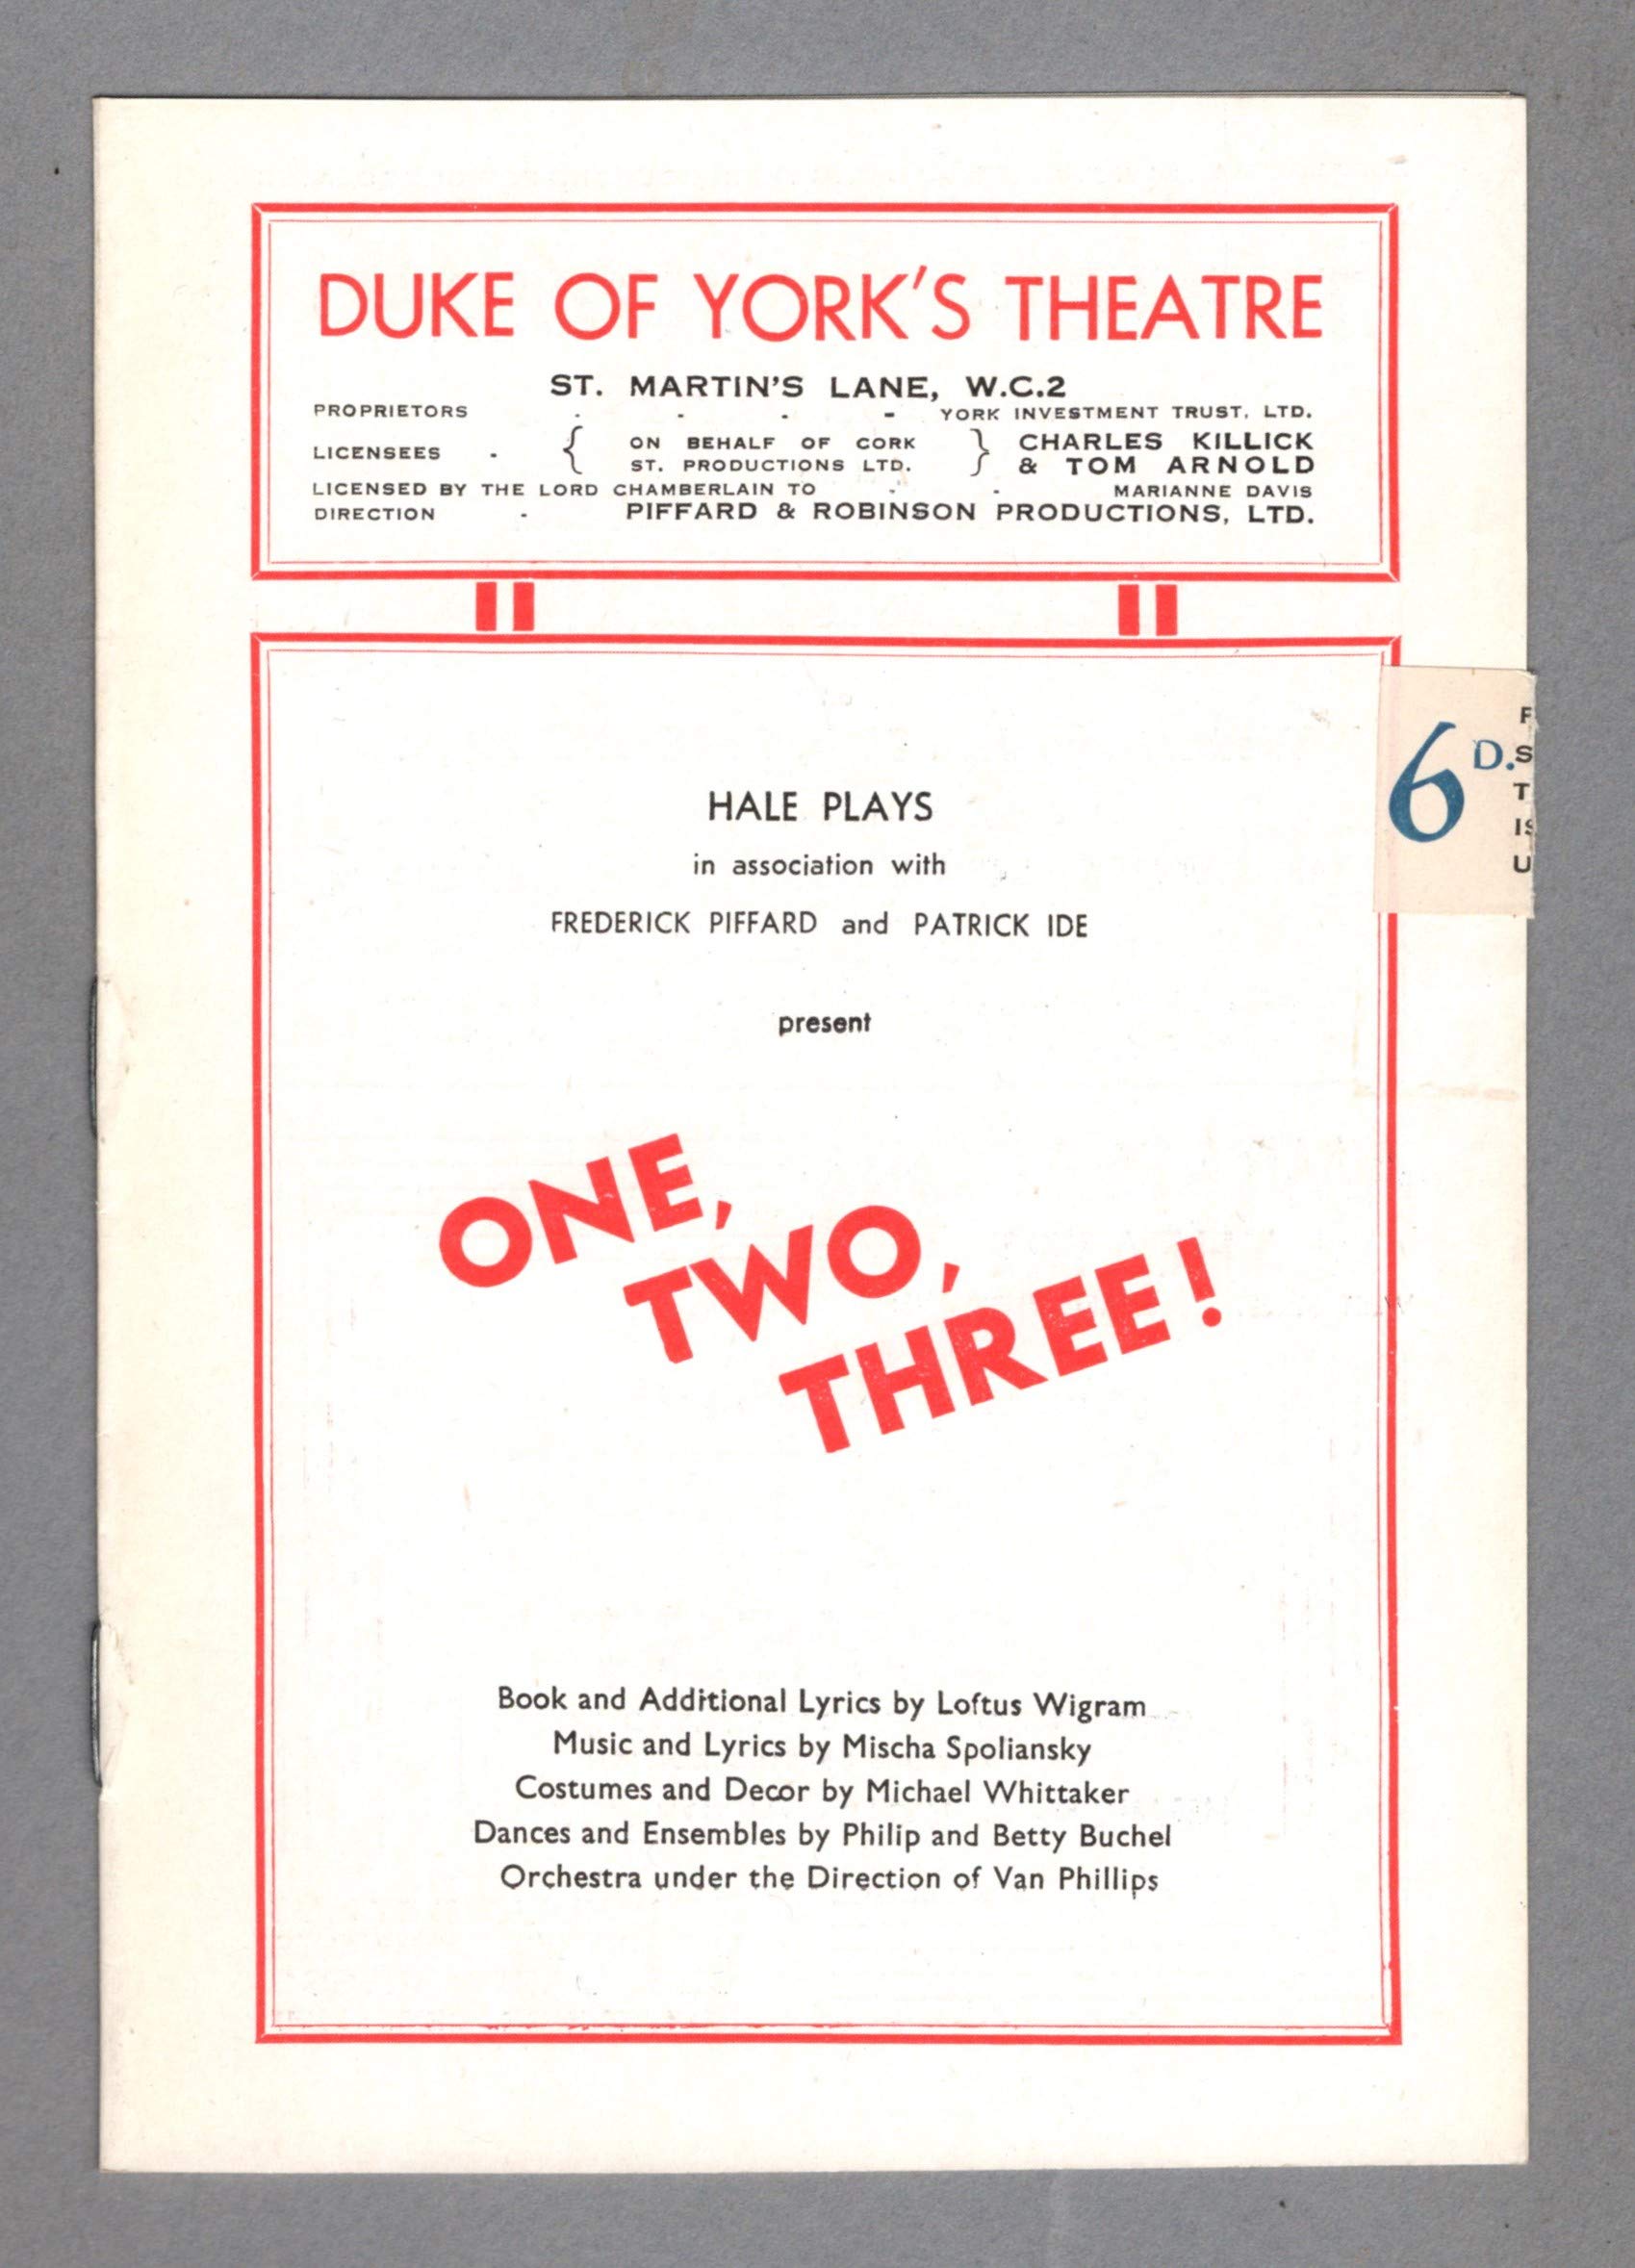 DUKE OF YORK'S THEATRE
ST. MARTIN'S LANE, W.C.2
PROPRIETORS - - - - YORK INVESTMENT TRUST, LTD.
LICENSEES - { ON BEHALF OF CORK } CHARLES KILLICK
ST. PRODUCTIONS LTD. & TOM ARNOLD
LICENSED BY THE LORD CHAMBERLAIN TO - - MARIANNE DAVIS
DIRECTION - PIFFARD & ROBINSON PRODUCTIONS, LTD.
HALE PLAYS
in association with
FREDERICK PIFFARD and PATRICK IDE
present
ONE,
TWO,
THREE!
Book and Additional Lyrics by Loftus Wigram
Music and Lyrics by Mischa Spoliansky
Costumes and Decor by Michael Whittaker
Dances and Ensembles by Philip and Betty Buchel
Orchestra under the Direction of Van Phillips
6D.